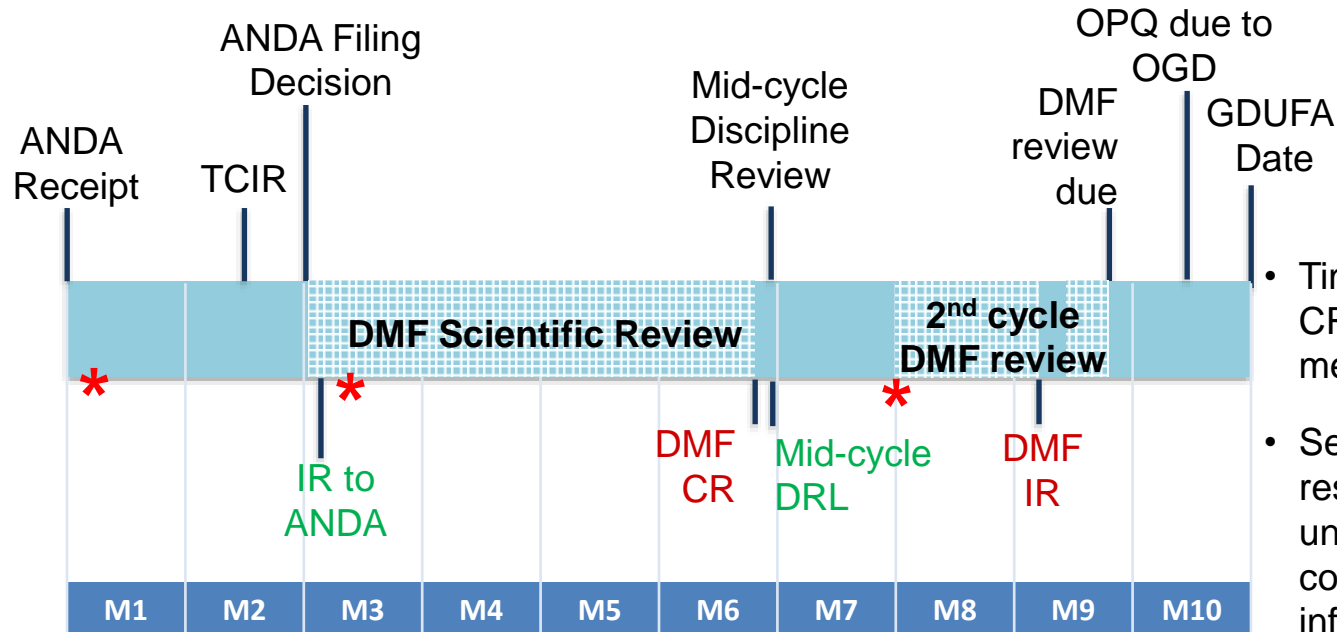 ANDA
Receipt
TCIR
ANDA Filing
Decision
Mid-cycle
Discipline
Review
DMF
review
due
OPQ due to
OGD
GDUFA
Date
DMF Scientific Review
2nd cycle
DMF review
*
*
*
IR to
ANDA
DMF
CR
Mid-cycle
DRL
DMF
IR
M1 M2 M3 M4 M5 M6 M7 M8 M9 M10